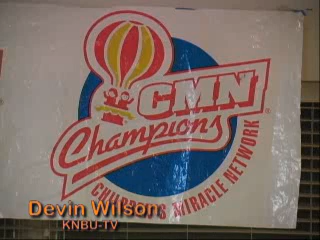 CMN
®
Champions
CHILDREN'S MIRACLE NETWORK
Devin Wilson
KNBU-TV